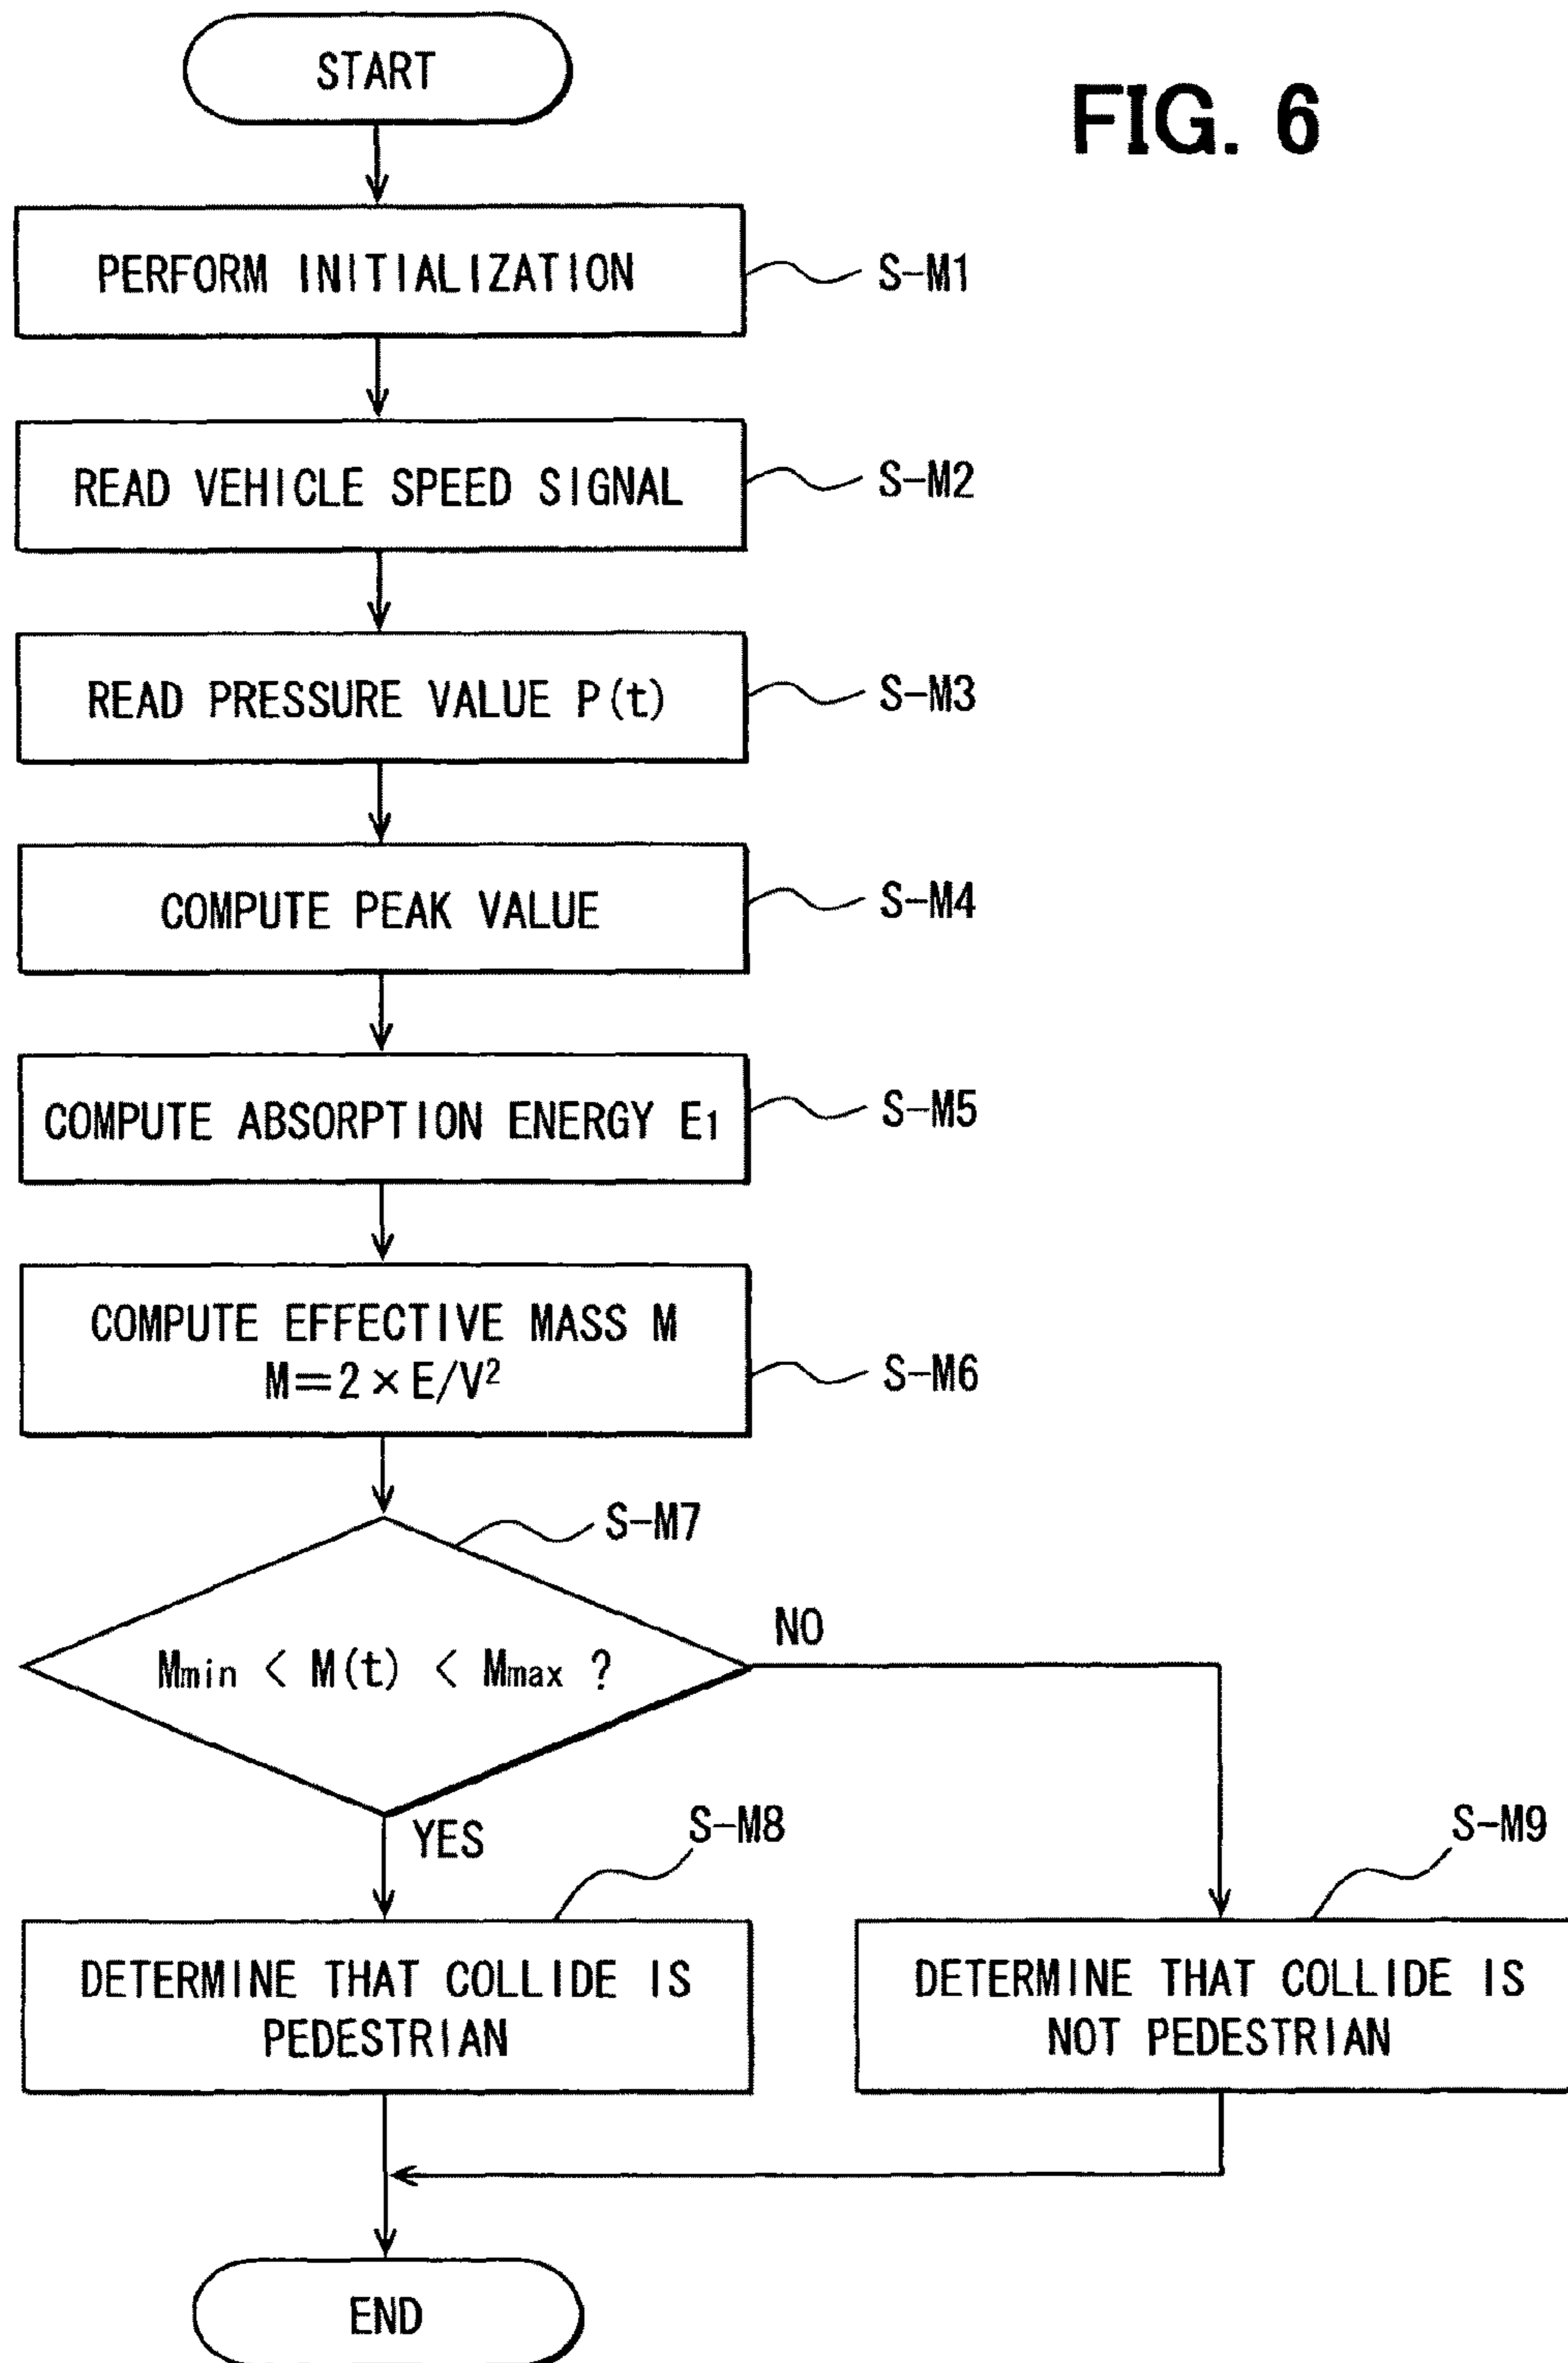 START
FIG. 6
PERFORM INITIALIZATION
S-M1
READ VEHICLE SPEED SIGNAL
S-M2
READ PRESSURE VALUE P(t)
S-M3
COMPUTE PEAK VALUE
S-M4
COMPUTE ABSORPTION ENERGY E1
S-M5
COMPUTE EFFECTIVE MASS M
M=2×E/V²
S-M6
S-M7
Mmin < M(t) < Mmax ?
NO
YES
S-M8
S-M9
DETERMINE THAT COLLIDE IS
PEDESTRIAN
DETERMINE THAT COLLIDE IS
NOT PEDESTRIAN
END